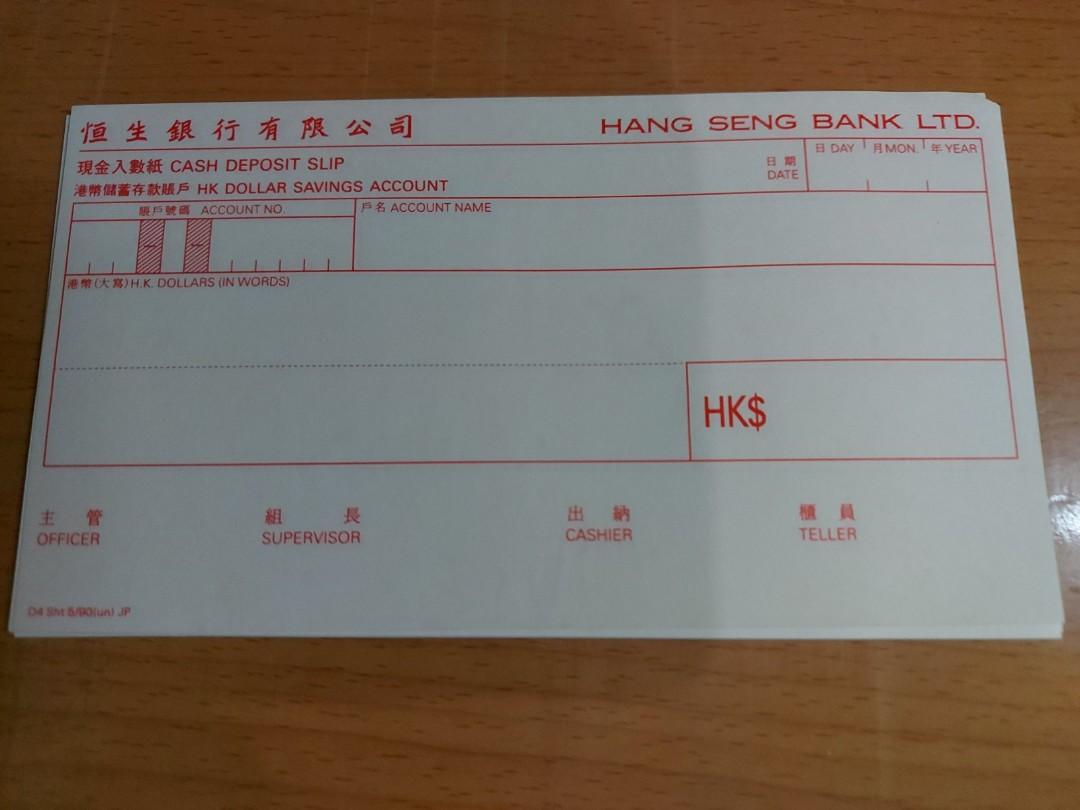 恒生銀行有限公司 HANG SENG BANK LTD.
現金入數紙 CASH DEPOSIT SLIP
港幣儲蓄存款賬戶 HK DOLLAR SAVINGS ACCOUNT
日期 DATE
日 DAY 月 MON. 年 YEAR
賬戶號碼 ACCOUNT NO.
戶名 ACCOUNT NAME
港幣(大寫) H.K. DOLLARS (IN WORDS)
HK$
主管 組長 出納 櫃員
OFFICER SUPERVISOR CASHIER TELLER
D4 Sht 5/90(un) JP